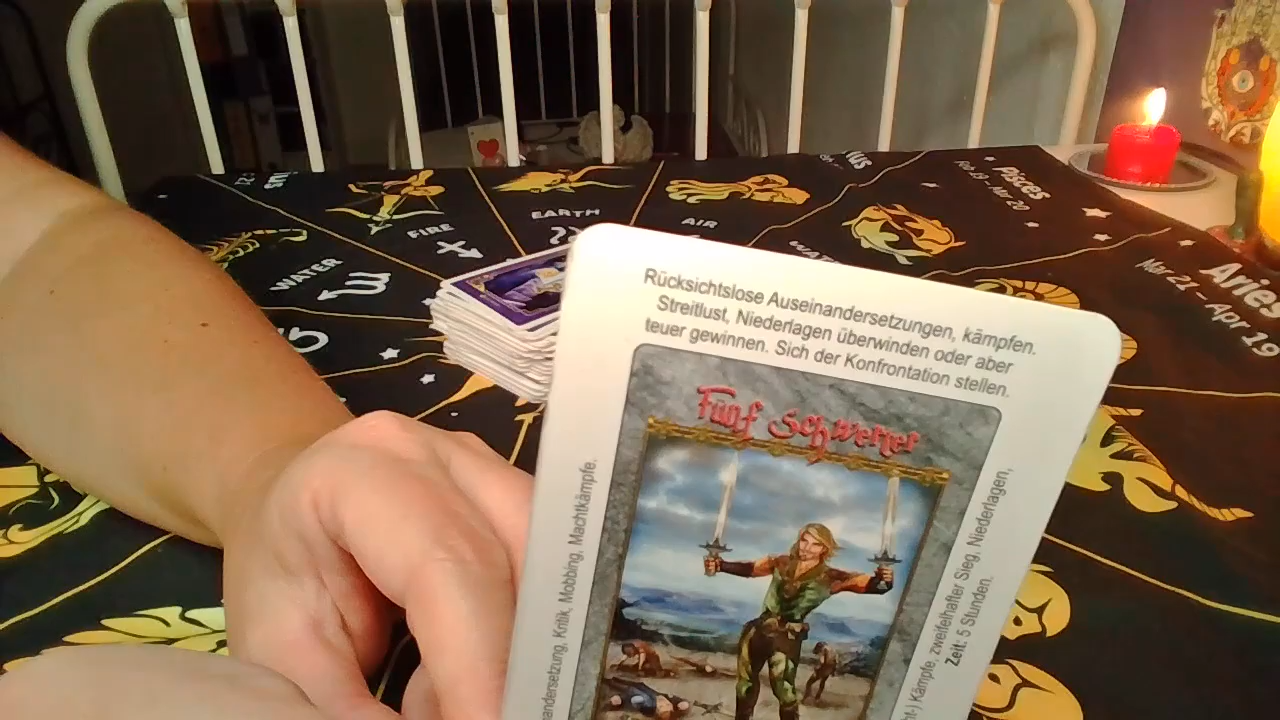 Pisces
Feb 19 - Mar 20
EARTH
AIR
FIRE
WATER
Aries
Mar 21 - Apr 19
Rücksichtslose Auseinandersetzungen, kämpfen.
Streitlust, Niederlagen überwinden oder aber
teuer gewinnen. Sich der Konfrontation stellen.
Fünf Schwerter
andersetzung, Kritik, Mobbing, Machtkämpfe.
ht-) Kämpfe, zweifelhafter Sieg, Niederlagen,
Zeit: 5 Stunden.